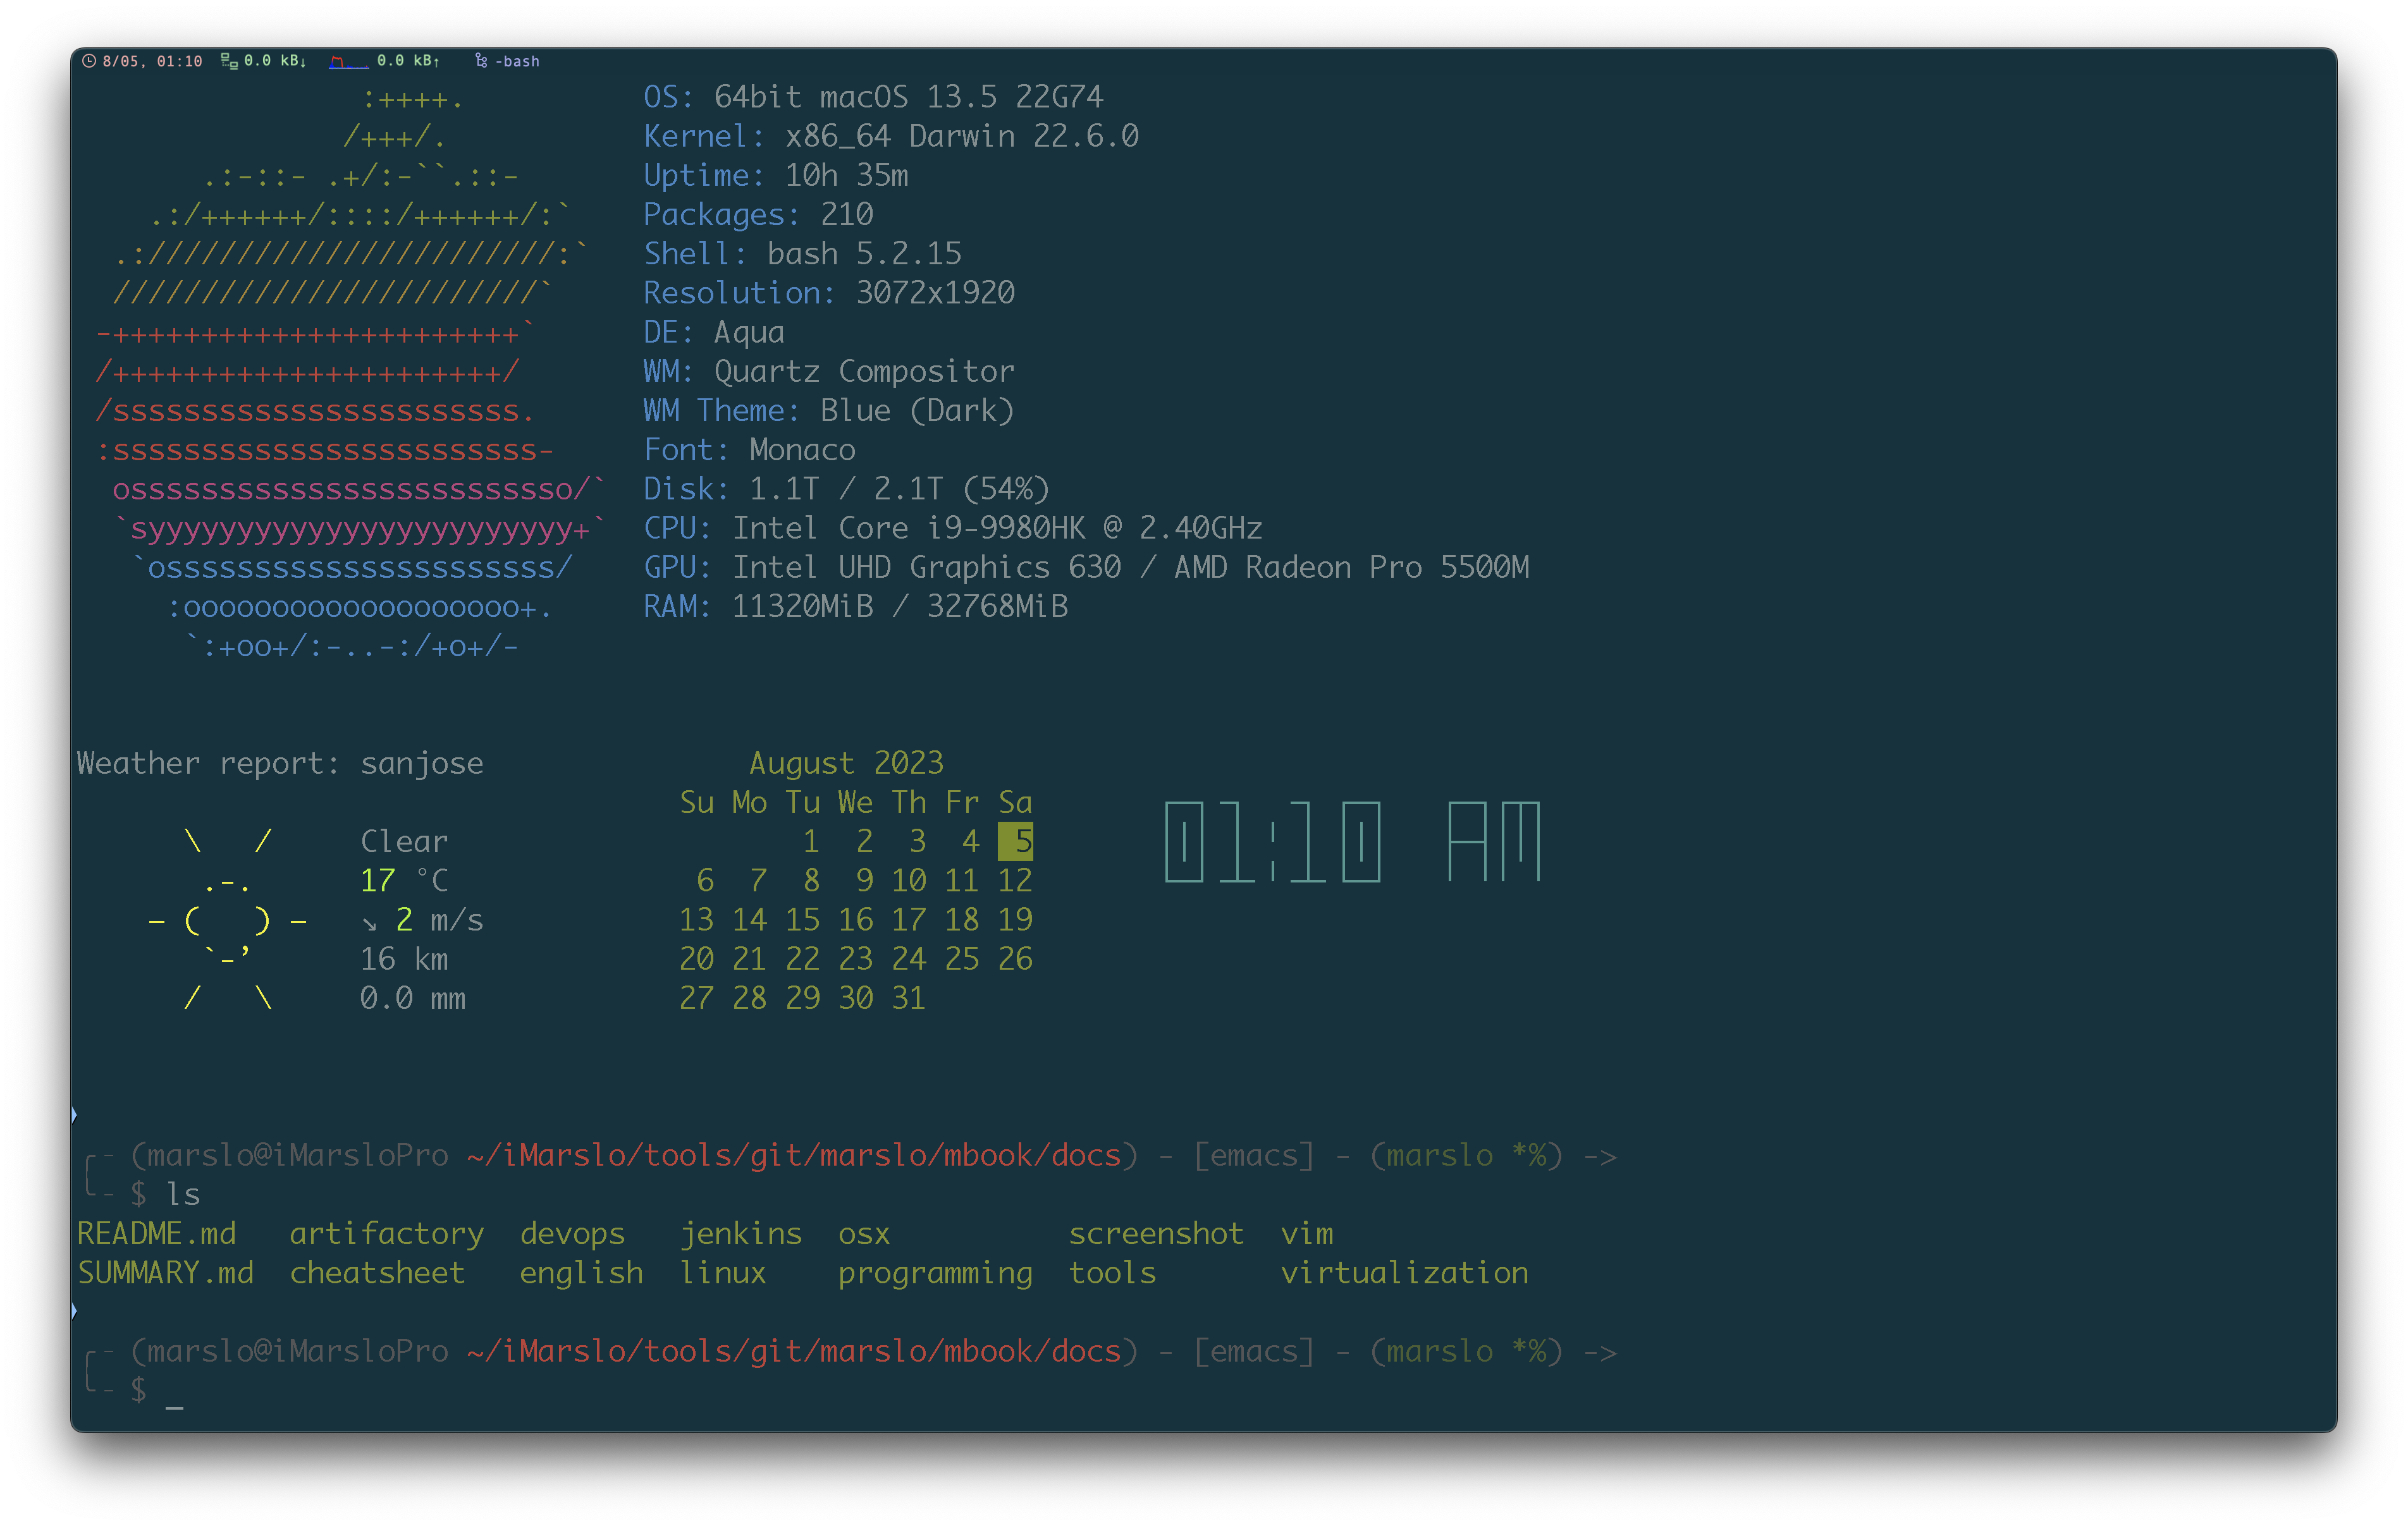 8/05, 01:10 0.0 kB↓ 0.0 kB↑ -bash
                :++++.           OS: 64bit macOS 13.5 22G74
               /+++/.            Kernel: x86_64 Darwin 22.6.0
       .:-::- .+/:-``.::-        Uptime: 10h 35m
    .:/++++++/::::/++++++/:`     Packages: 210
  .:///////////////////////:`    Shell: bash 5.2.15
  ////////////////////////`      Resolution: 3072x1920
 -+++++++++++++++++++++++`       DE: Aqua
 /++++++++++++++++++++++/        WM: Quartz Compositor
 /sssssssssssssssssssssss.       WM Theme: Blue (Dark)
 :ssssssssssssssssssssssss-      Font: Monaco
  osssssssssssssssssssssssso/`   Disk: 1.1T / 2.1T (54%)
  `syyyyyyyyyyyyyyyyyyyyyyyy+`   CPU: Intel Core i9-9980HK @ 2.40GHz
   `ossssssssssssssssssssss/     GPU: Intel UHD Graphics 630 / AMD Radeon Pro 5500M
     :ooooooooooooooooooo+.      RAM: 11320MiB / 32768MiB
      `:+oo+/:-..-:/+o+/-
Weather report: sanjose               August 2023
                                  Su Mo Tu We Th Fr Sa
      \   /     Clear                    1  2  3  4  5       01:10 AM
       .-.      17 °C              6  7  8  9 10 11 12
    ― (   ) ―   ↘ 2 m/s           13 14 15 16 17 18 19
       `-’      16 km             20 21 22 23 24 25 26
      /   \     0.0 mm            27 28 29 30 31
╭╴ (marslo@iMarsloPro ~/iMarslo/tools/git/marslo/mbook/docs) - [emacs] - (marslo *%) ->
╰╴ $ ls
README.md   artifactory  devops   jenkins  osx          screenshot  vim
SUMMARY.md  cheatsheet   english  linux    programming  tools       virtualization
╭╴ (marslo@iMarsloPro ~/iMarslo/tools/git/marslo/mbook/docs) - [emacs] - (marslo *%) ->
╰╴ $ _